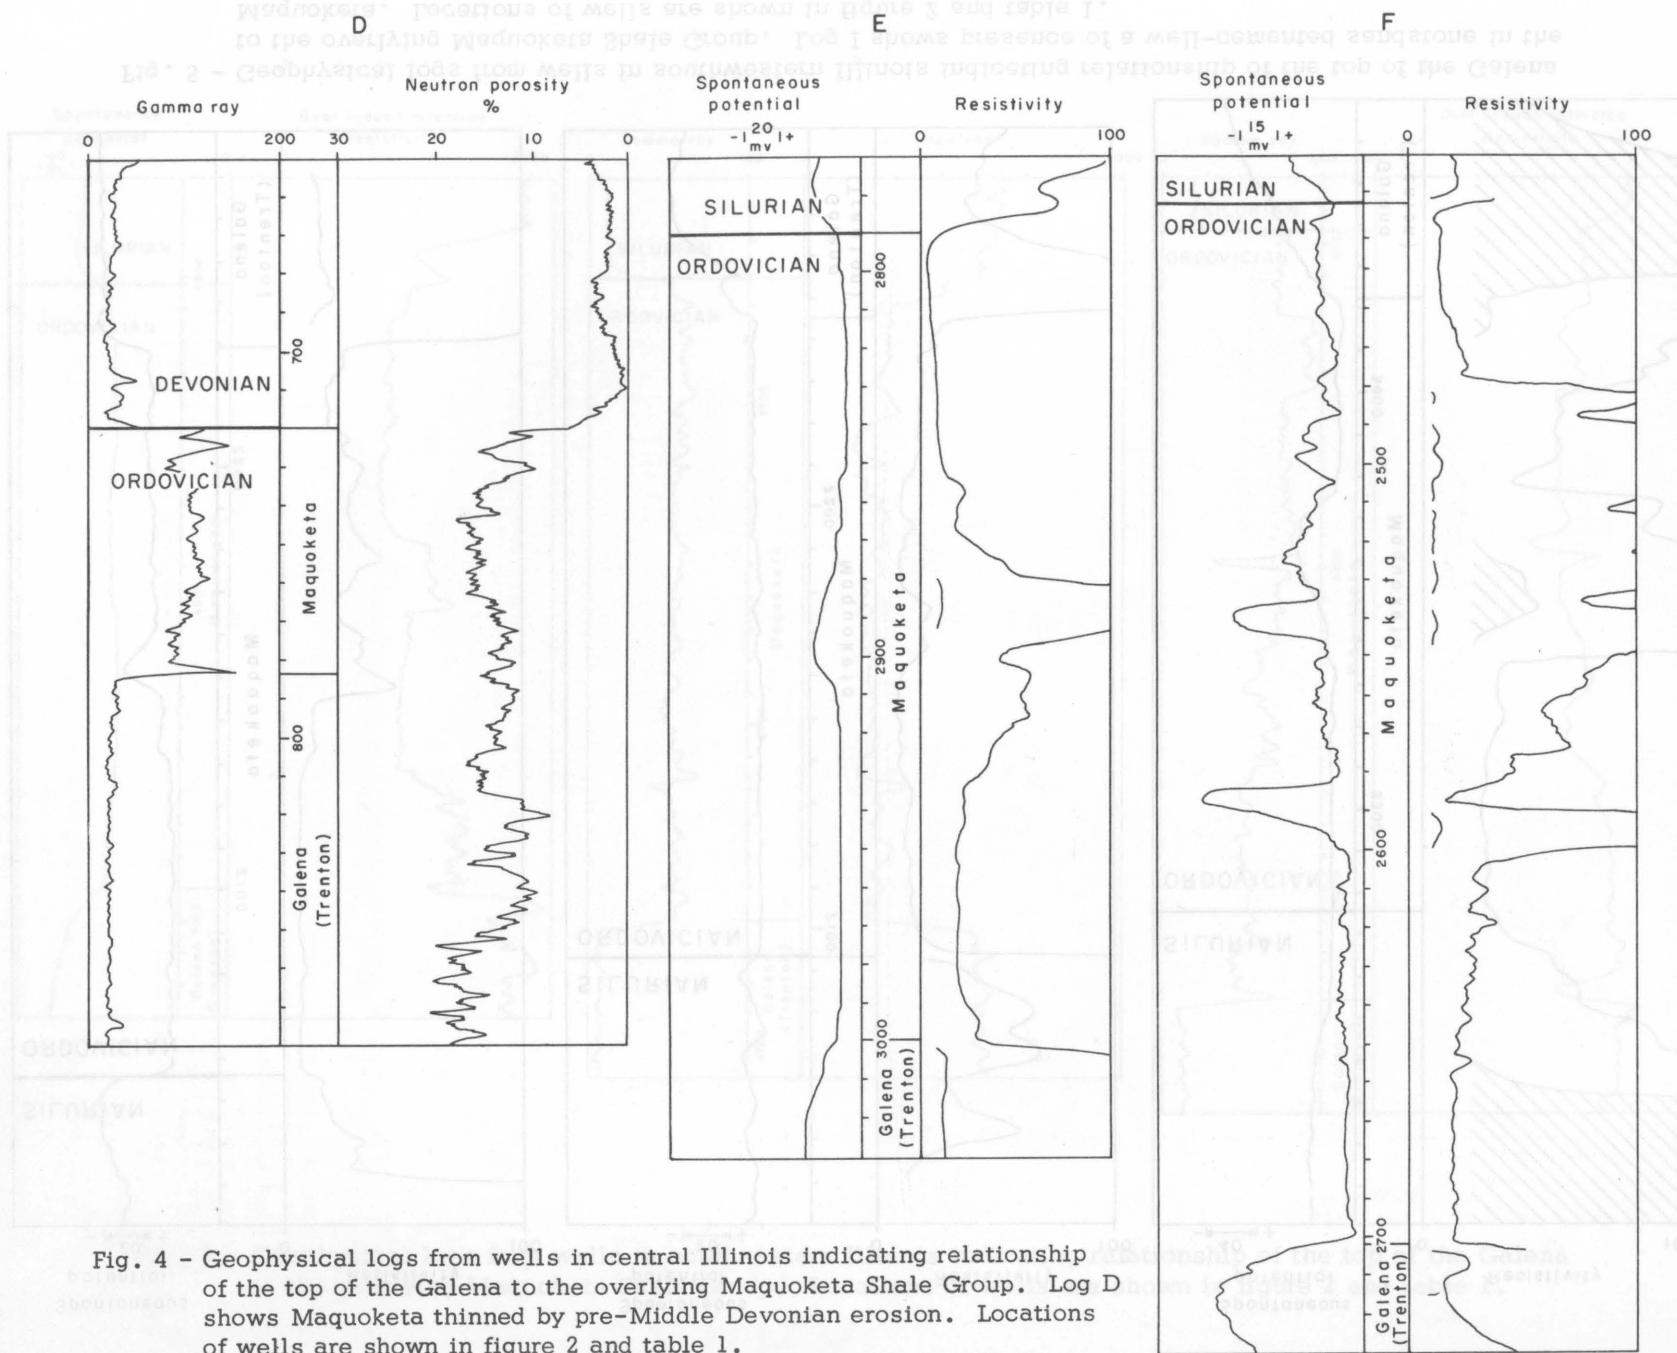 D
Gamma ray
Neutron porosity
%
0
200
30
20
10
0
DEVONIAN
ORDOVICIAN
700
Maquoketa
800
Galena
(Trenton)
E
Spontaneous
potential
Resistivity
-| 20 |+
mv
0
100
SILURIAN
ORDOVICIAN
2800
Maquoketa
2900
3000
Galena
(Trenton)
F
Spontaneous
potential
Resistivity
-| 15 |+
mv
0
100
SILURIAN
ORDOVICIAN
2500
Maquoketa
2600
2700
Galena
(Trenton)
Fig. 4 - Geophysical logs from wells in central Illinois indicating relationship
of the top of the Galena to the overlying Maquoketa Shale Group. Log D
shows Maquoketa thinned by pre-Middle Devonian erosion. Locations
of wells are shown in figure 2 and table 1.